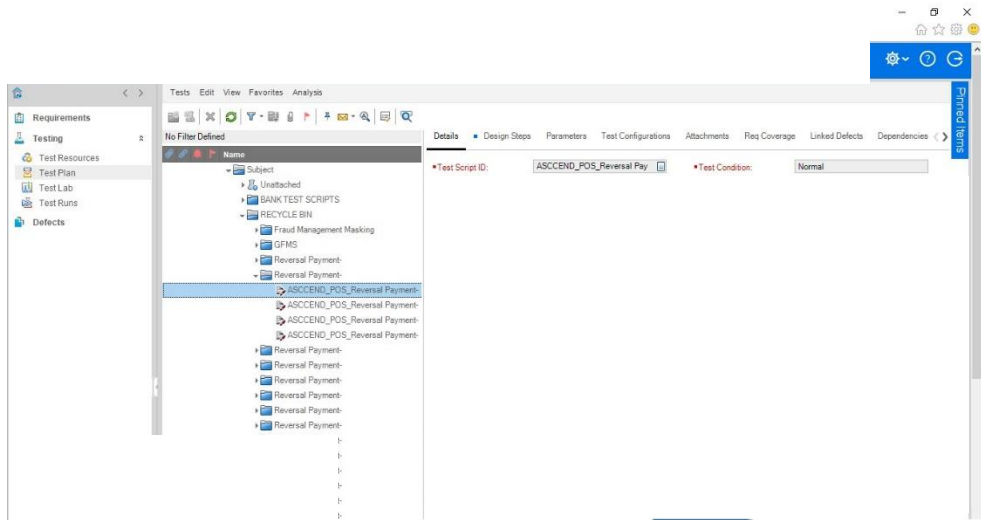 Pinned Items
Tests Edit View Favorites Analysis
Requirements
Testing
Test Resources
Test Plan
Test Lab
Test Runs
Defects
No Filter Defined
Name
Subject
Unattached
BANK TEST SCRIPTS
RECYCLE BIN
Fraud Management Masking
GFMS
Reversal Payment-
Reversal Payment-
ASCCEND_POS_Reversal Payment-
ASCCEND_POS_Reversal Payment-
ASCCEND_POS_Reversal Payment-
ASCCEND_POS_Reversal Payment-
Reversal Payment-
Reversal Payment-
Reversal Payment-
Reversal Payment-
Reversal Payment-
Reversal Payment-
Details Design Steps Parameters Test Configurations Attachments Req Coverage Linked Defects Dependencies
*Test Script ID: ASCCEND_POS_Reversal Pay *Test Condition: Normal